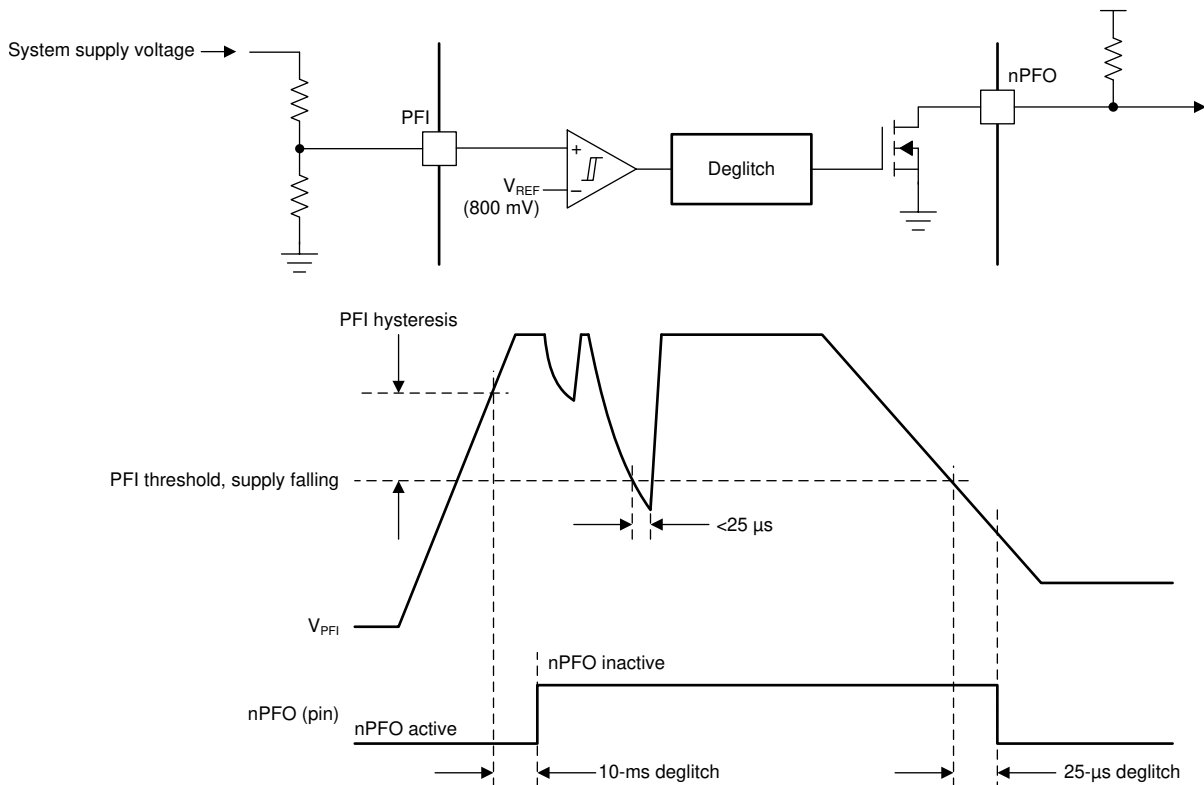 System supply voltage
PFI
nPFO
+
VREF
−
(800 mV)
Deglitch
PFI hysteresis
PFI threshold, supply falling
<25 µs
VPFI
nPFO inactive
nPFO (pin)
nPFO active
10-ms deglitch
25-µs deglitch